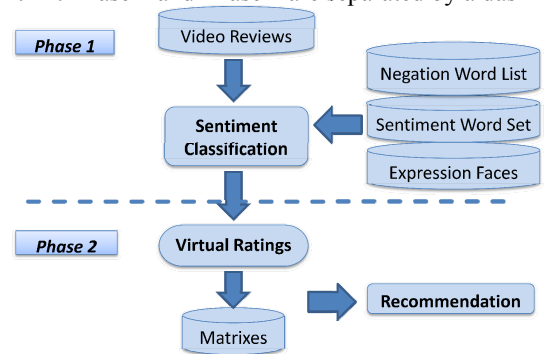 Phase 1
Video Reviews
Negation Word List
Sentiment
Classification
Sentiment Word Set
Expression Faces
Phase 2
Virtual Ratings
Recommendation
Matrixes